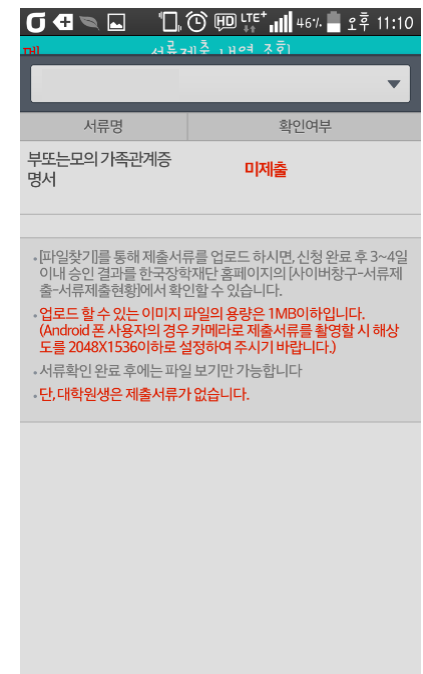 HD LTE+ 46% 오후 11:10
서류제출 내역 조회
서류명 확인여부
부또는모의 가족관계증
명서
미제출
• [파일찾기]를 통해 제출서류를 업로드 하시면, 신청 완료 후 3~4일
이내 승인 결과를 한국장학재단 홈페이지의 [사이버창구-서류제
출-서류제출현황]에서 확인할 수 있습니다.
• 업로드 할 수 있는 이미지 파일의 용량은 1MB이하입니다.
(Android 폰 사용자의 경우 카메라로 제출서류를 촬영할 시 해상
도를 2048X1536이하로 설정하여 주시기 바랍니다.)
• 서류확인 완료 후에는 파일 보기만 가능합니다
• 단, 대학원생은 제출서류가 없습니다.